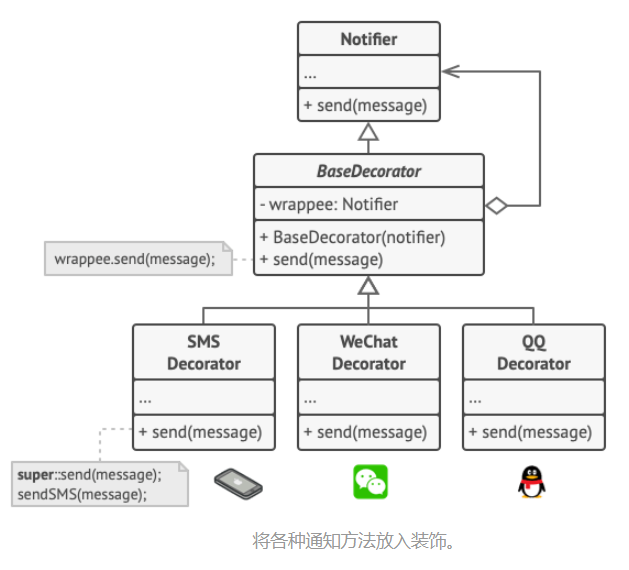 Notifier
...
+ send(message)
BaseDecorator
- wrappee: Notifier
+ BaseDecorator(notifier)
+ send(message)
wrappee.send(message);
SMS
Decorator
...
+ send(message)
WeChat
Decorator
...
+ send(message)
QQ
Decorator
...
+ send(message)
super::send(message);
sendSMS(message);
将各种通知方法放入装饰。